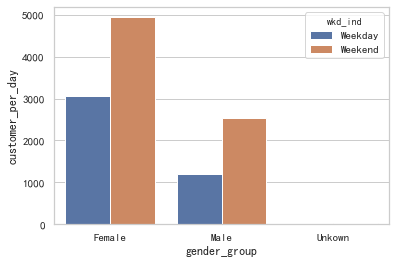 wkd_ind
Weekday
Weekend
customer_per_day
5000
4000
3000
2000
1000
0
Female
Male
Unkown
gender_group